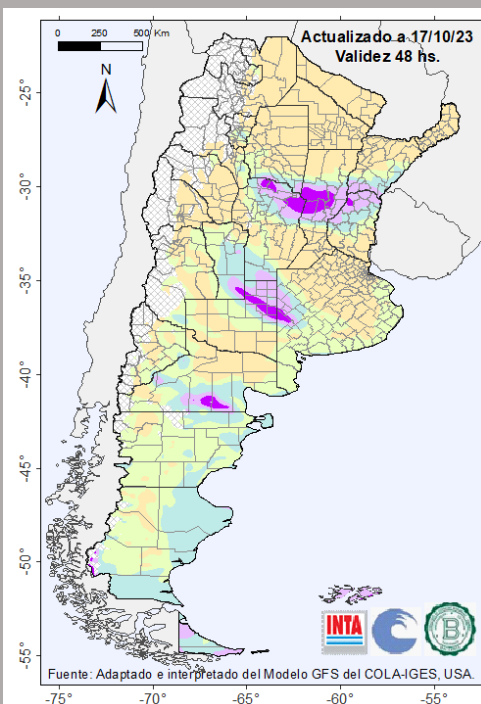 0 250 500 Km
Actualizado a 17/10/23
Validez 48 hs.
N
-25°
-30°
-35°
-40°
-45°
-50°
-55°
INTA
B
Fuente: Adaptado e interpretado del Modelo GFS del COLA-IGES, USA.
-75° -70° -65° -60° -55°